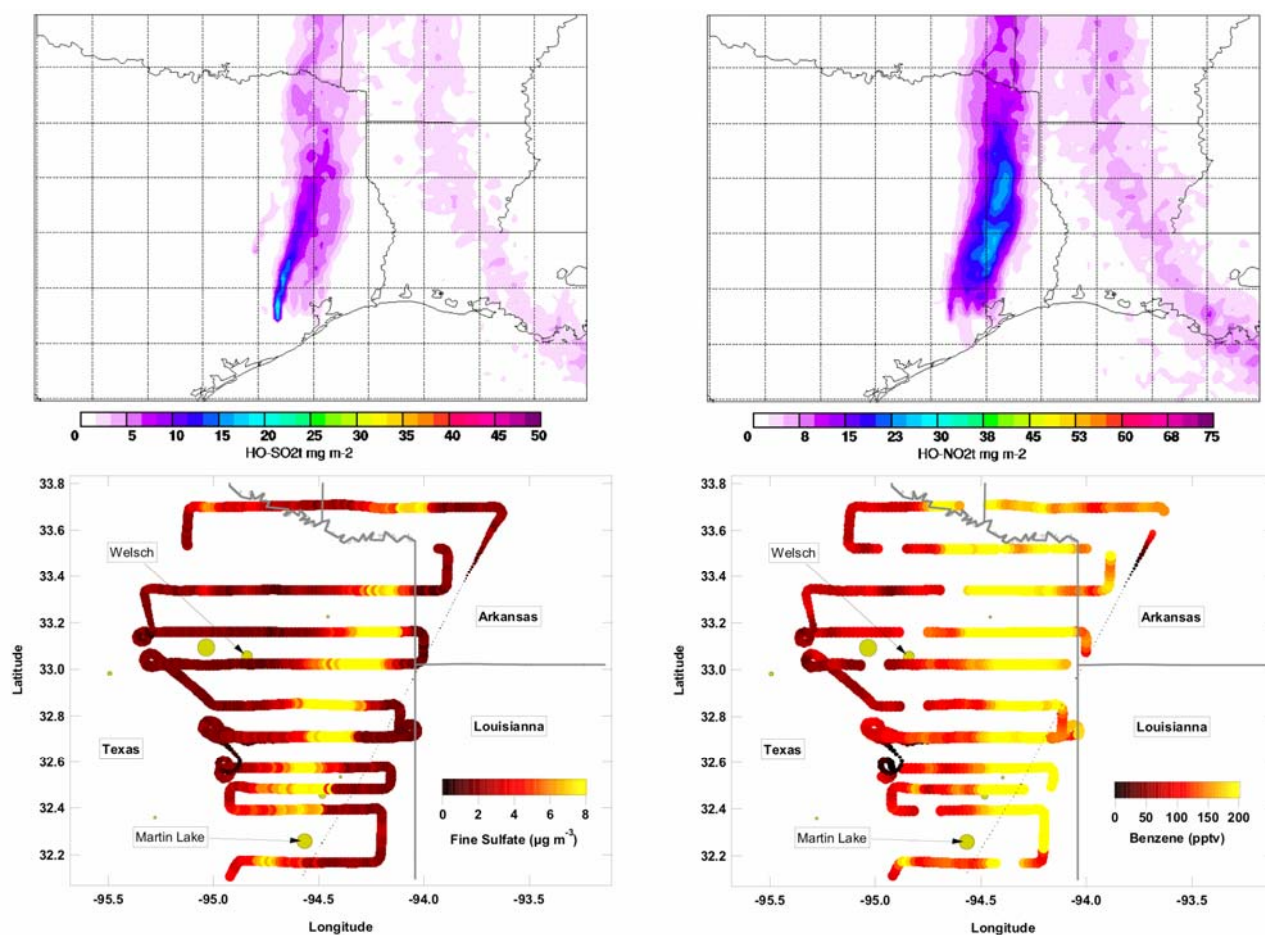 0 5 10 15 20 25 30 35 40 45 50
HO-SO2t mg m-2
0 8 15 23 30 38 45 53 60 68 75
HO-NO2t mg m-2
33.8
33.6
33.4
33.2
33.0
32.8
32.6
32.4
32.2
Latitude
Welsch
Arkansas
Louisianna
Texas
Martin Lake
0 2 4 6 8
Fine Sulfate (µg m⁻³)
-95.5 -95.0 -94.5 -94.0 -93.5
Longitude
33.8
33.6
33.4
33.2
33.0
32.8
32.6
32.4
32.2
Latitude
Welsch
Arkansas
Louisianna
Texas
Martin Lake
0 50 100 150 200
Benzene (pptv)
-95.5 -95.0 -94.5 -94.0 -93.5
Longitude